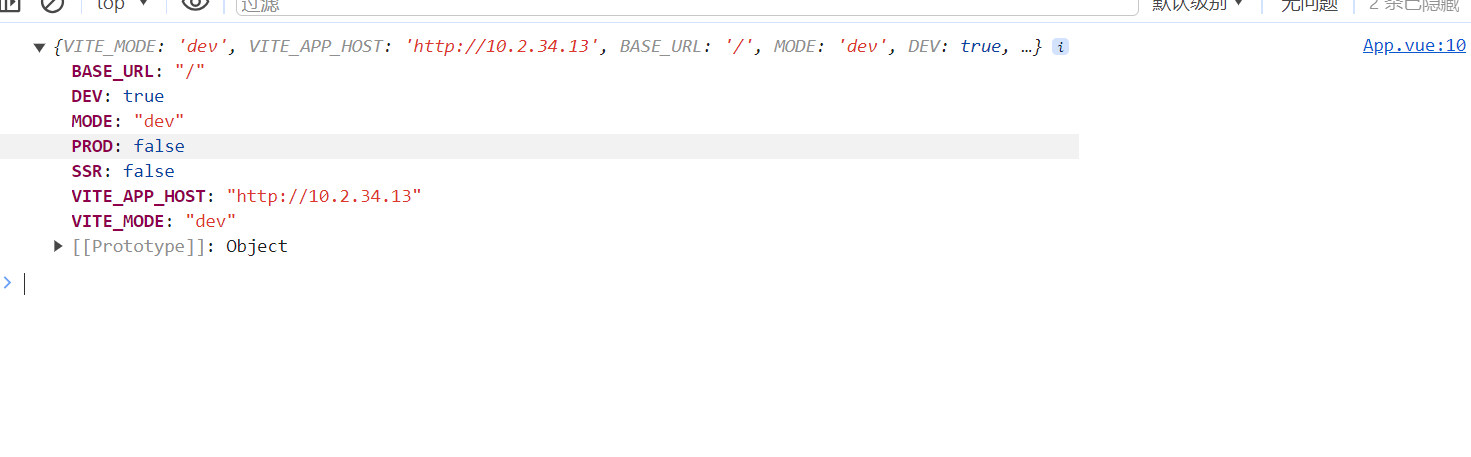 top 过滤 默认级别 无问题 2 条已隐藏
{VITE_MODE: 'dev', VITE_APP_HOST: 'http://10.2.34.13', BASE_URL: '/', MODE: 'dev', DEV: true, …} i App.vue:10
BASE_URL: "/"
DEV: true
MODE: "dev"
PROD: false
SSR: false
VITE_APP_HOST: "http://10.2.34.13"
VITE_MODE: "dev"
[[Prototype]]: Object